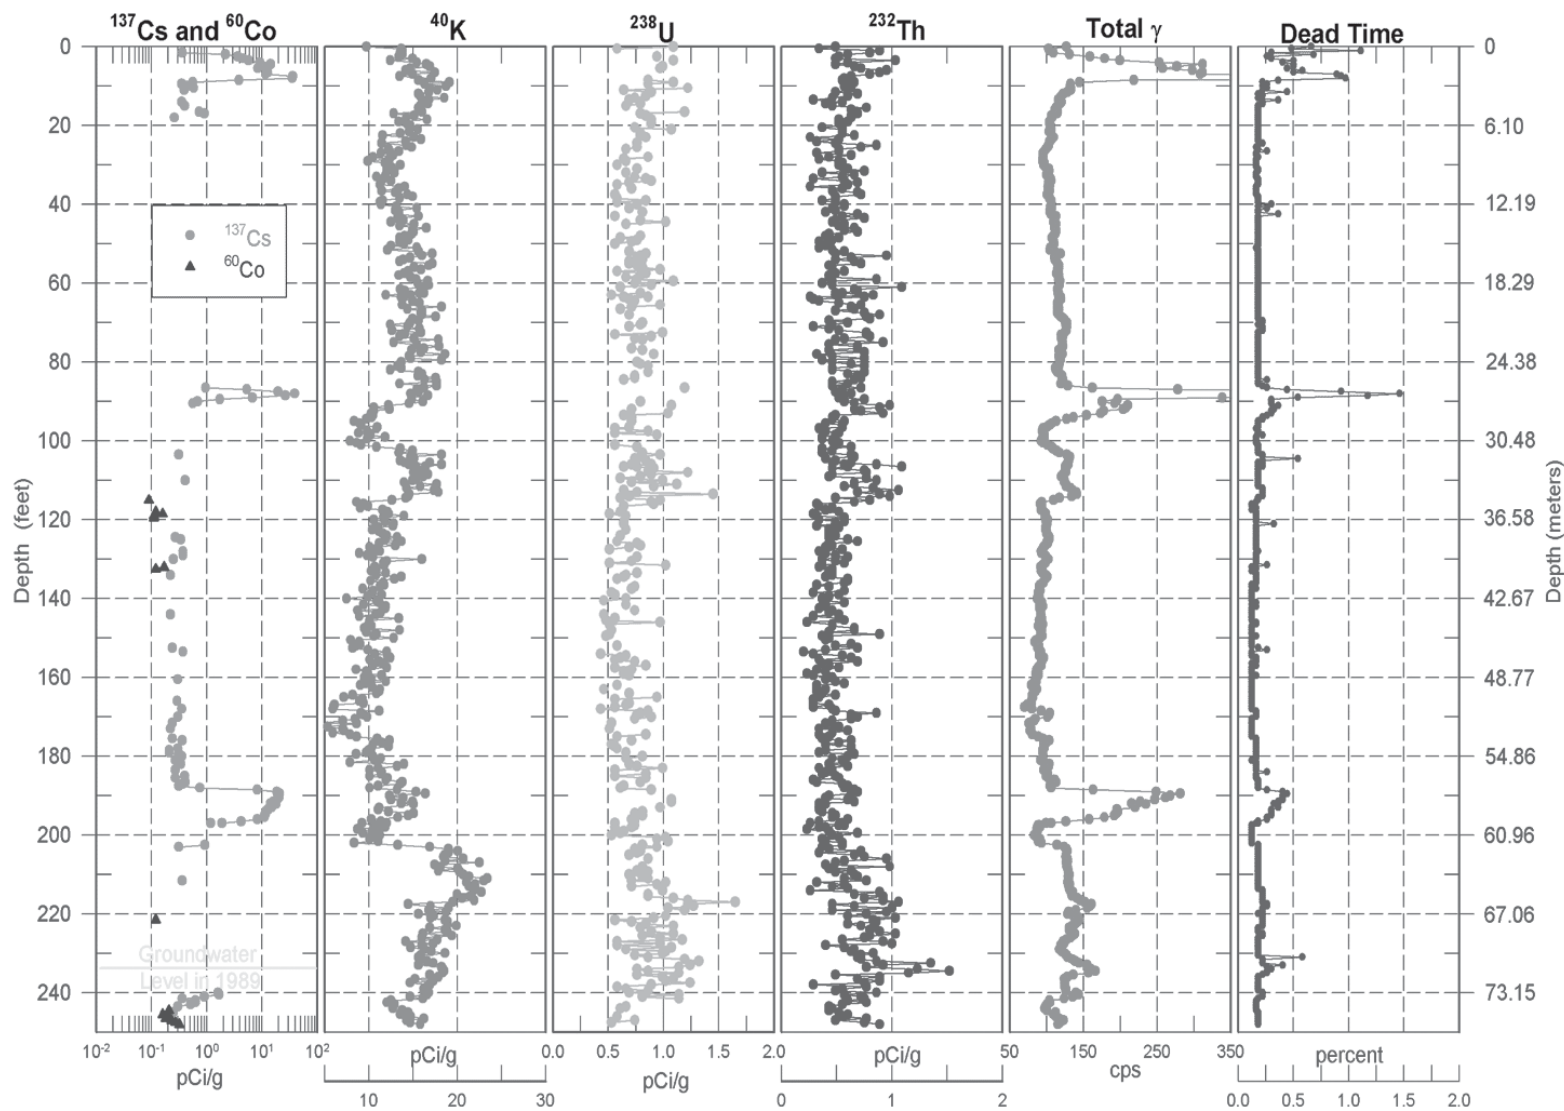 ¹³⁷Cs and ⁶⁰Co
⁴⁰K
²³⁸U
²³²Th
Total γ
Dead Time
0
20
40
60
80
100
120
140
160
180
200
220
240
Depth (feet)
¹³⁷Cs
⁶⁰Co
Groundwater
Level in 1989
0
6.10
12.19
18.29
24.38
30.48
36.58
42.67
48.77
54.86
60.96
67.06
73.15
Depth (meters)
10⁻² 10⁻¹ 10⁰ 10¹ 10²
pCi/g
pCi/g
10 20 30
0.0 0.5 1.0 1.5 2.0
pCi/g
pCi/g
0 1 2
50 150 250 350
cps
percent
0.0 0.5 1.0 1.5 2.0